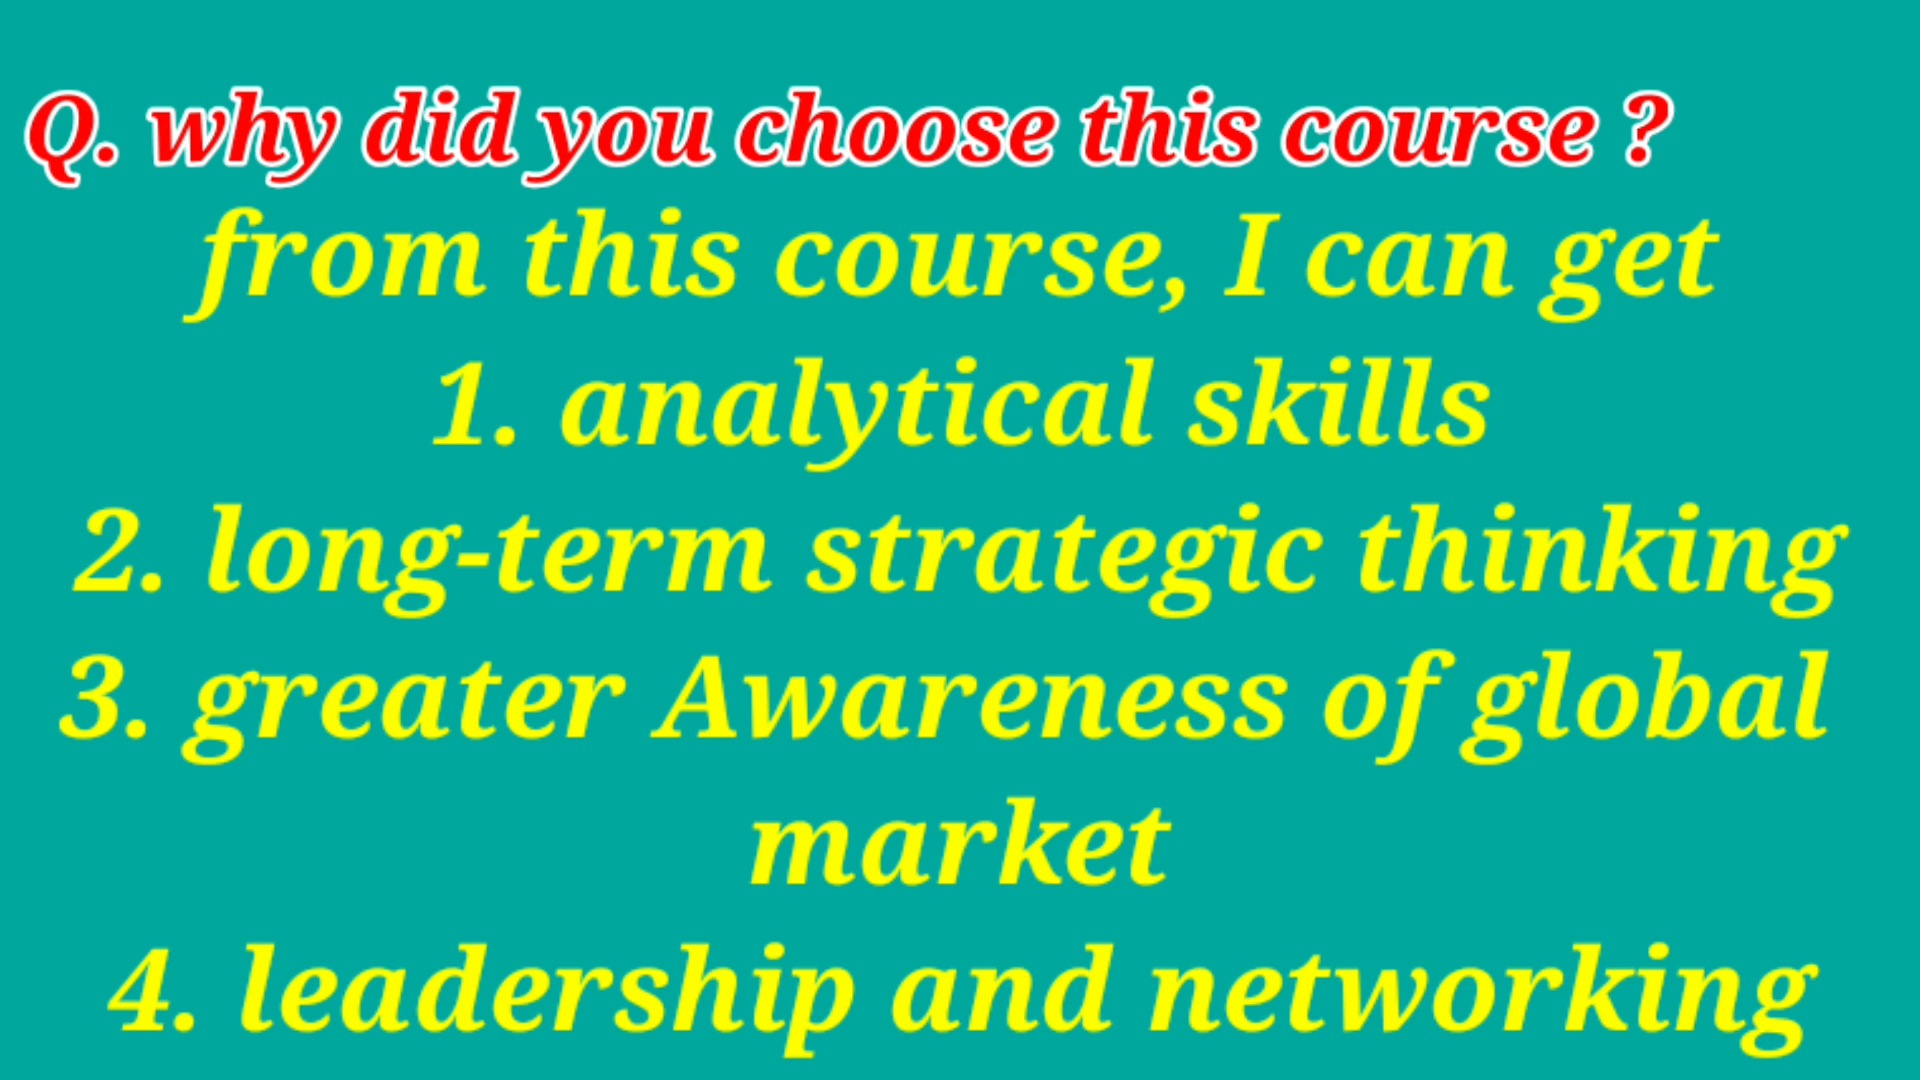 Q. why did you choose this course ?
from this course, I can get
1. analytical skills
2. long-term strategic thinking
3. greater Awareness of global
market
4. leadership and networking